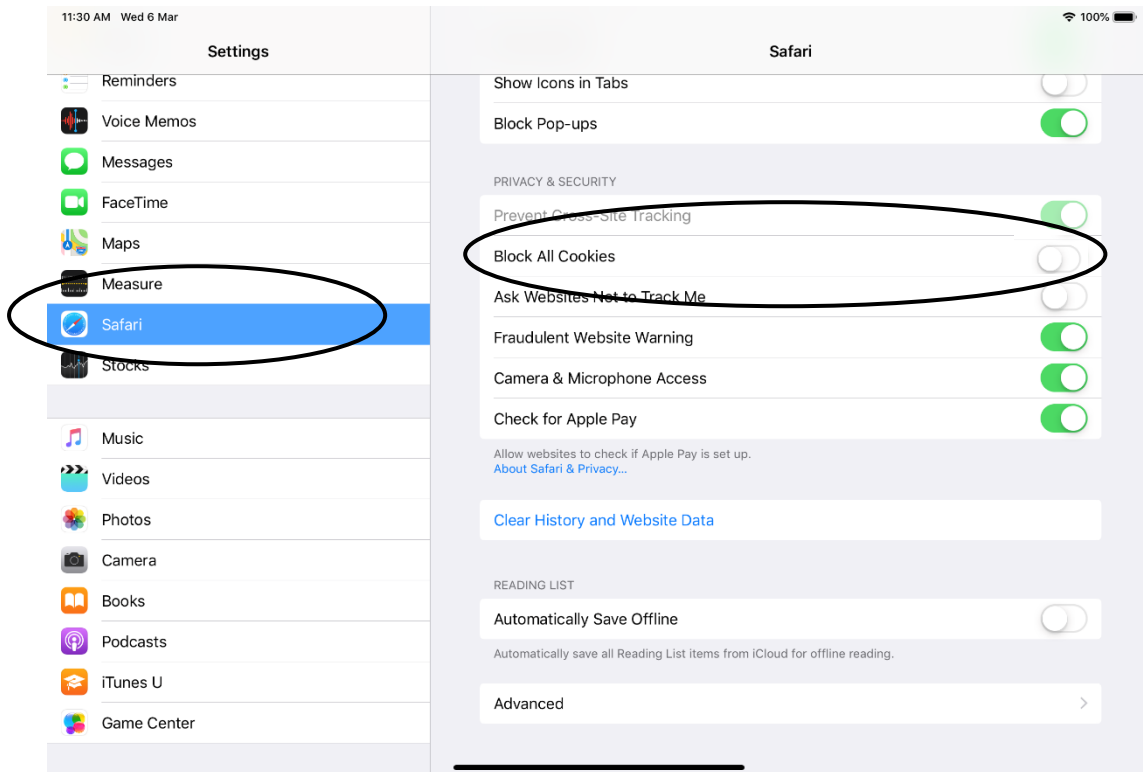 11:30 AM Wed 6 Mar
100%
Settings
Reminders
Voice Memos
Messages
FaceTime
Maps
Measure
Safari
Stocks
Music
Videos
Photos
Camera
Books
Podcasts
iTunes U
Game Center
Safari
Show Icons in Tabs
Block Pop-ups
PRIVACY & SECURITY
Prevent Cross-Site Tracking
Block All Cookies
Ask Websites Not to Track Me
Fraudulent Website Warning
Camera & Microphone Access
Check for Apple Pay
Allow websites to check if Apple Pay is set up.
About Safari & Privacy...
Clear History and Website Data
READING LIST
Automatically Save Offline
Automatically save all Reading List items from iCloud for offline reading.
Advanced